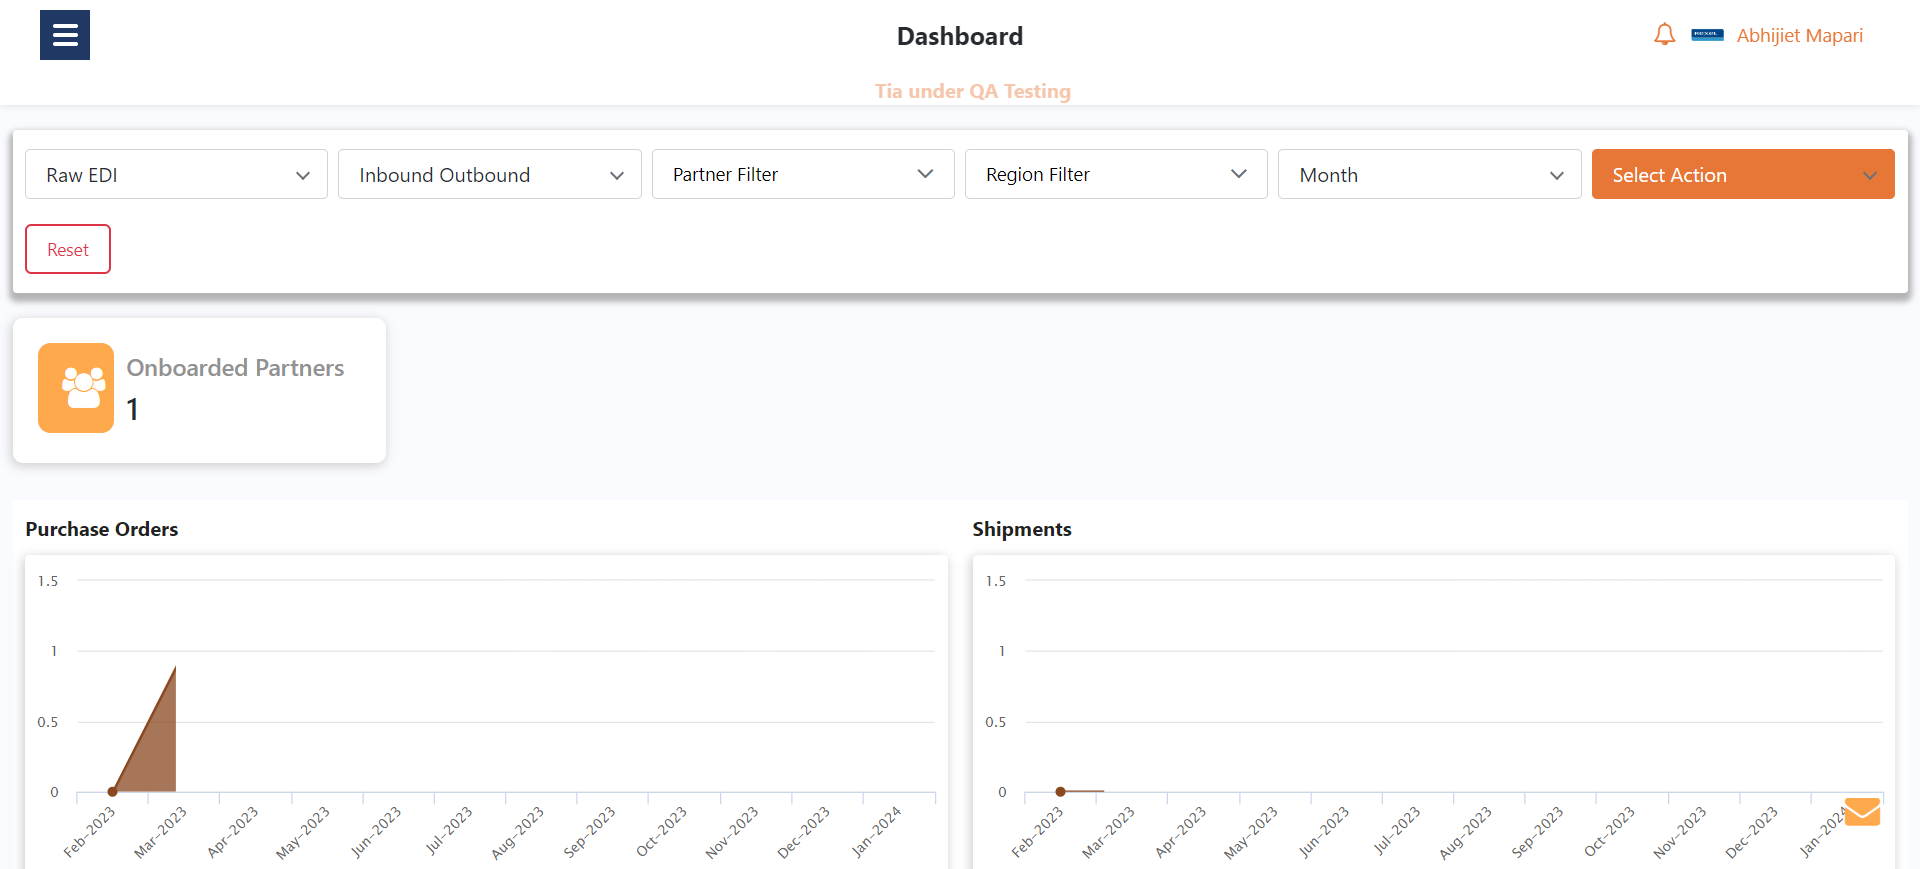 Dashboard
Abhijiet Mapari
Tia under QA Testing
Raw EDI
Inbound Outbound
Partner Filter
Region Filter
Month
Select Action
Reset
Onboarded Partners
1
Purchase Orders
1.5
1
0.5
0
Feb-2023
Mar-2023
Apr-2023
May-2023
Jun-2023
Jul-2023
Aug-2023
Sep-2023
Oct-2023
Nov-2023
Dec-2023
Jan-2024
Shipments
1.5
1
0.5
0
Feb-2023
Mar-2023
Apr-2023
May-2023
Jun-2023
Jul-2023
Aug-2023
Sep-2023
Oct-2023
Nov-2023
Dec-2023
Jan-2024